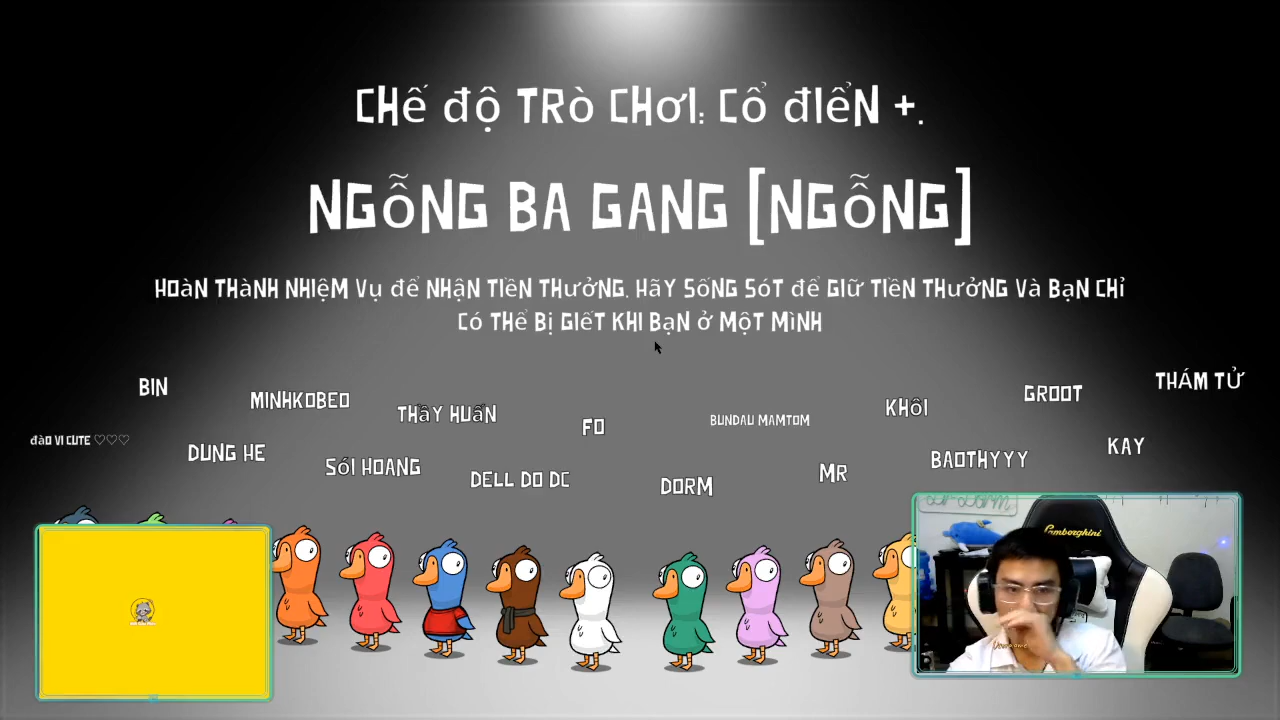 CHế độ TRò CHơI: Cổ đIểN +.
NGỗNG BA GANG [NGỗNG]
HOàN THàNH NHIệM Vụ để NHậN TIềN THưởNG. HãY SốNG SóT để GIữ TIềN THưởNG Và BạN CHỉ
Có THể Bị GIếT KHI BạN ở MộT MìNH
BIN
MINHKOBEO
THầY HUấN
FO
BUNDAU MAMTOM
KHôI
GROOT
THÁM TỬ
đàO VI CUTE ♡♡♡
DUNG HE
SóI HOANG
DELL DO DC
DORM
MR
BAOTHYYY
KAY
Lamborghini